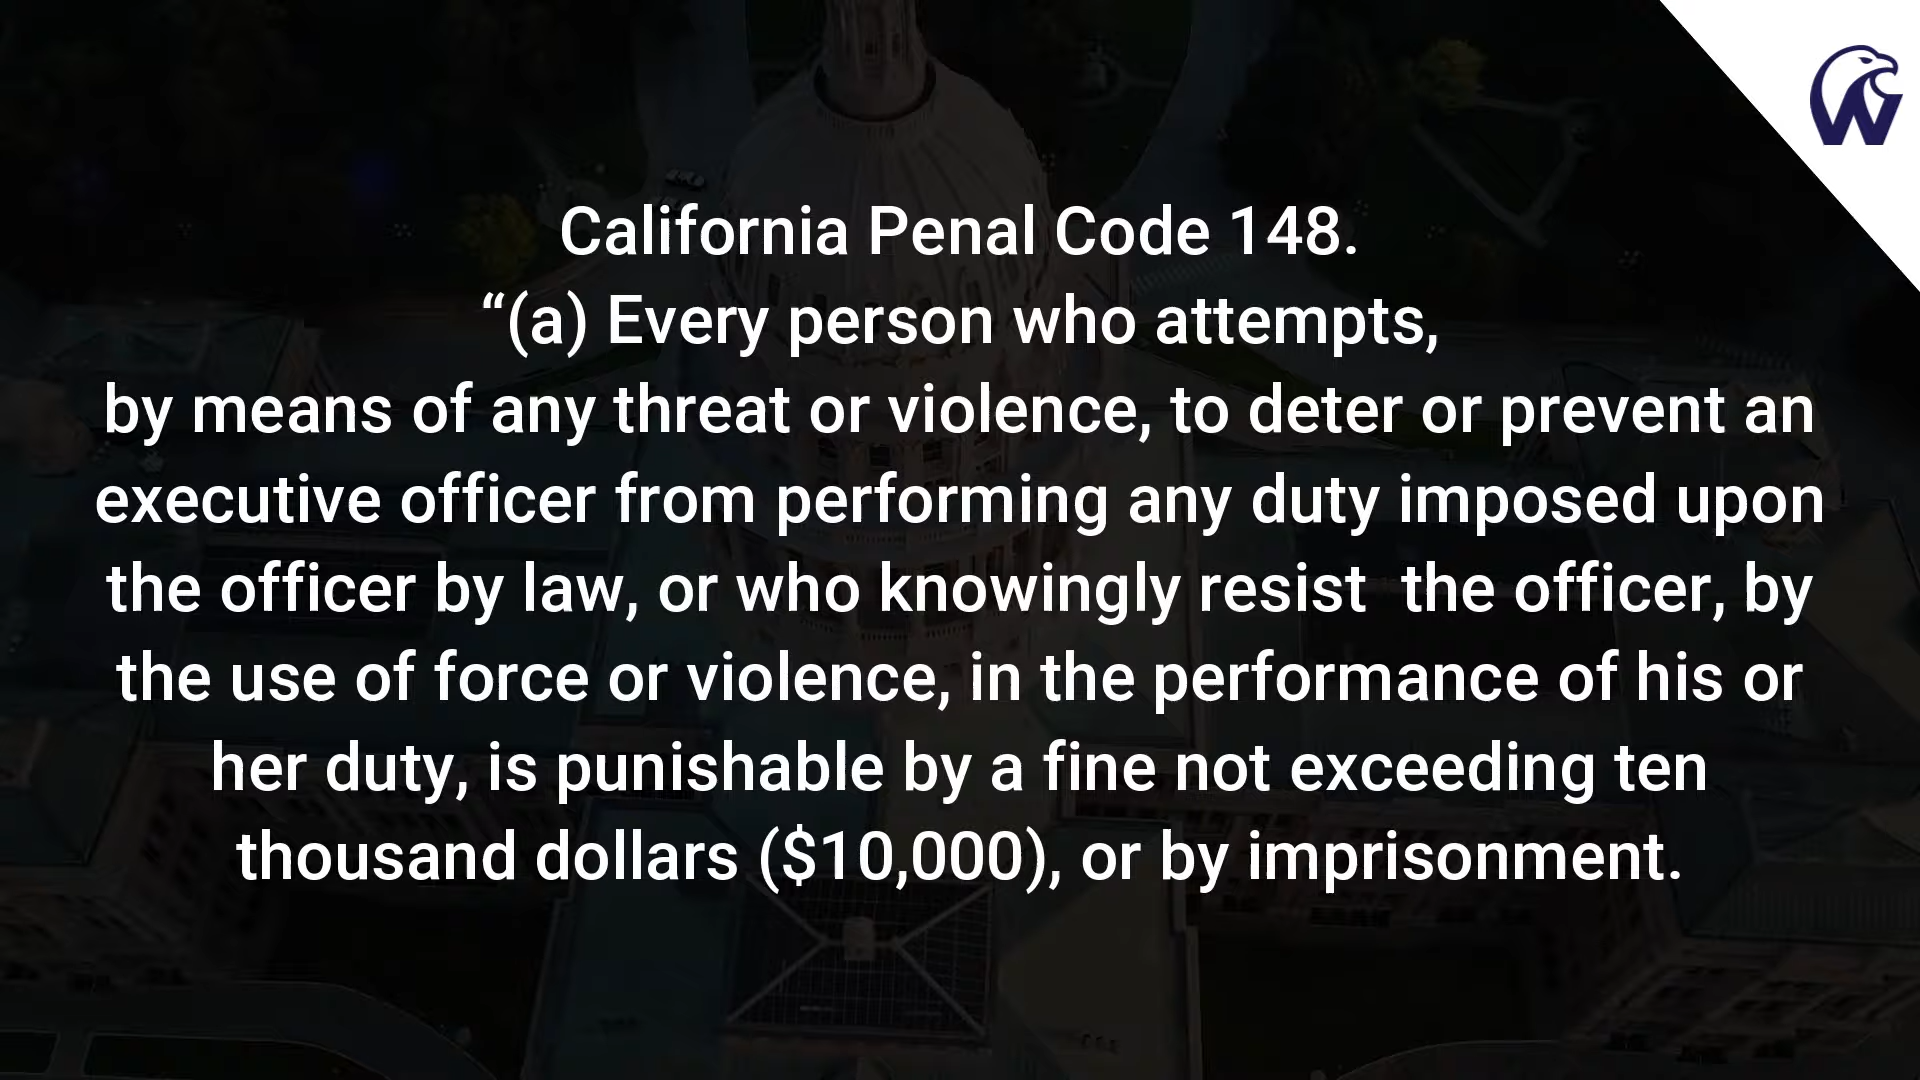 California Penal Code 148.
“(a) Every person who attempts,
by means of any threat or violence, to deter or prevent an
executive officer from performing any duty imposed upon
the officer by law, or who knowingly resist  the officer, by
the use of force or violence, in the performance of his or
her duty, is punishable by a fine not exceeding ten
thousand dollars ($10,000), or by imprisonment.